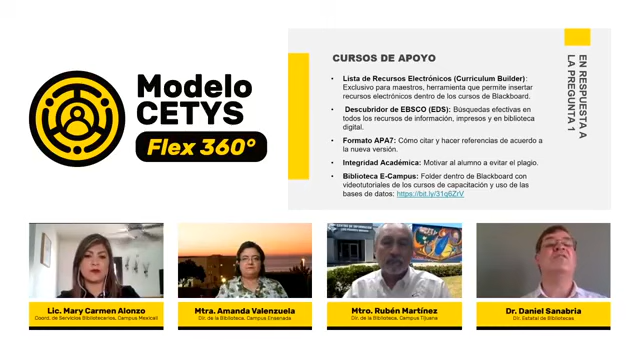 Modelo
CETYS
Flex 360°
CURSOS DE APOYO
• Lista de Recursos Electrónicos (Curriculum Builder):
Exclusivo para maestros, herramienta que permite insertar
recursos electrónicos dentro de los cursos de Blackboard.
• Descubridor de EBSCO (EDS): Búsquedas efectivas en
todos los recursos de información, impresos y en biblioteca
digital.
• Formato APA7: Cómo citar y hacer referencias de acuerdo a
la nueva versión.
• Integridad Académica: Motivar al alumno a evitar el plagio.
• Biblioteca E-Campus: Folder dentro de Blackboard con
videotutoriales de los cursos de capacitación y uso de las
bases de datos: https://bit.ly/31q6ZrV
EN RESPUESTA A
LA PREGUNTA 1
Lic. Mary Carmen Alonzo
Coord. de Servicios Bibliotecarios, Campus Mexicali
Mtra. Amanda Valenzuela
Dir. de la Biblioteca, Campus Ensenada
Mtro. Rubén Martínez
Dir. de la Biblioteca, Campus Tijuana
Dr. Daniel Sanabria
Dir. Estatal de Bibliotecas